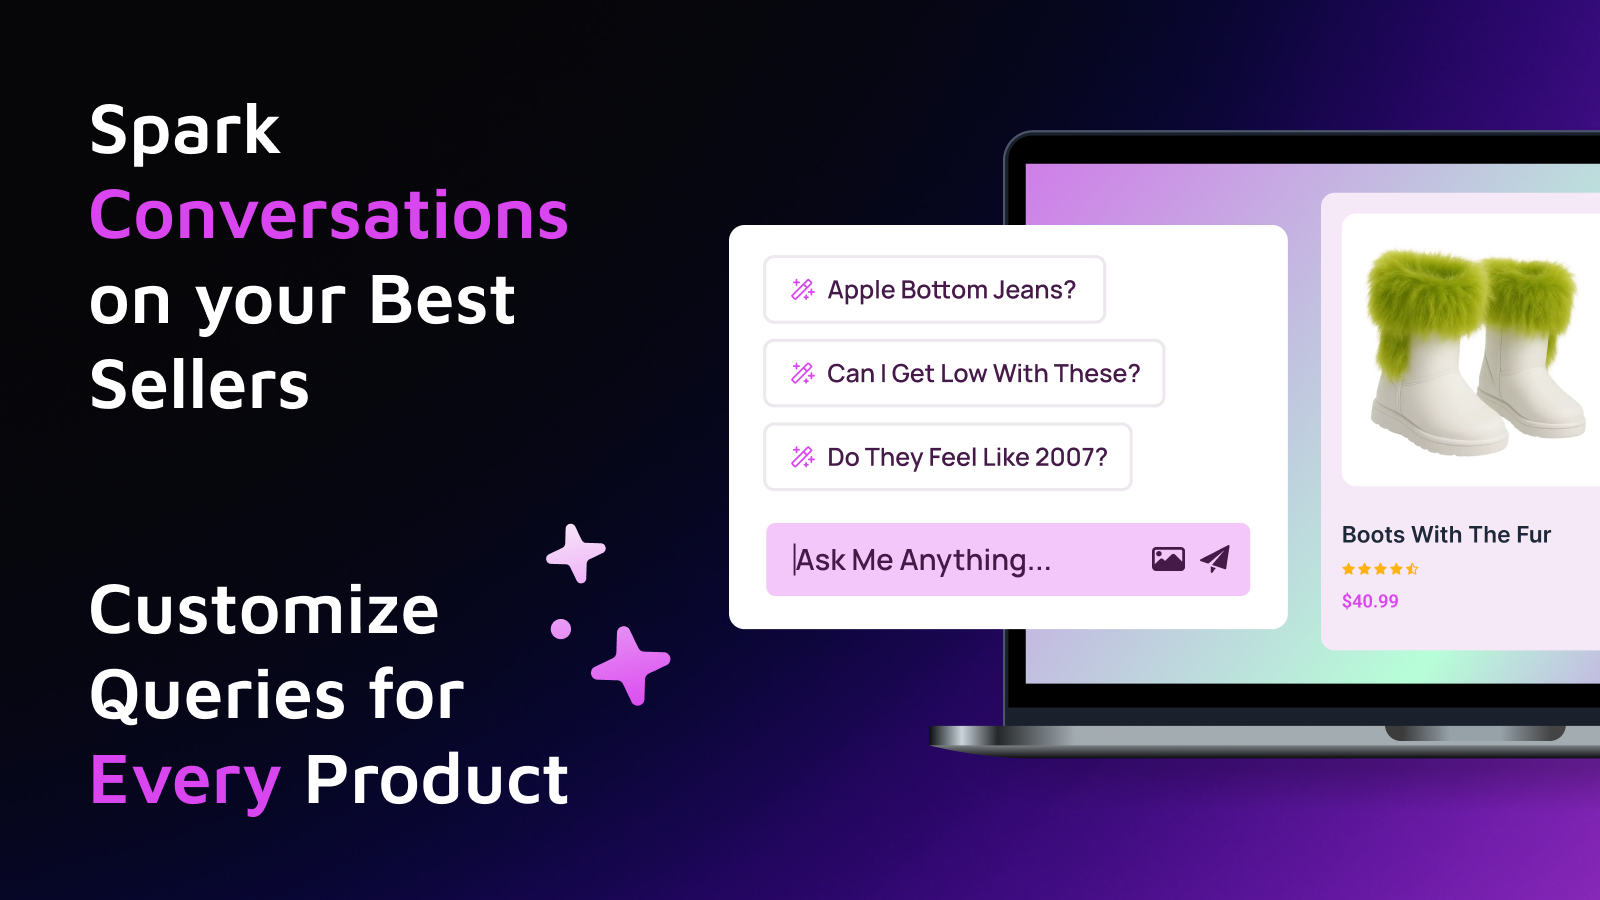 Spark
Conversations
on your Best
Sellers
Customize
Queries for
Every Product
Apple Bottom Jeans?
Can I Get Low With These?
Do They Feel Like 2007?
Ask Me Anything...
Boots With The Fur
$40.99